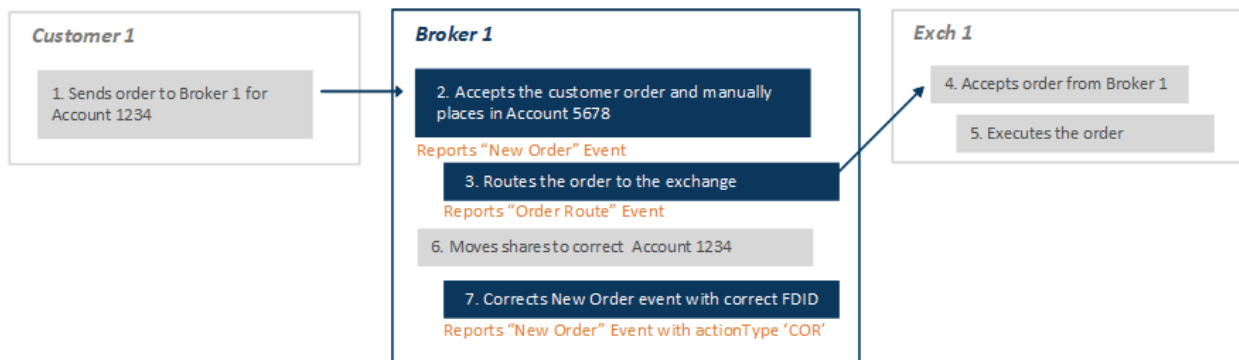 Customer 1
1. Sends order to Broker 1 for
Account 1234
Broker 1
2. Accepts the customer order and manually
places in Account 5678
Reports “New Order” Event
3. Routes the order to the exchange
Reports “Order Route” Event
6. Moves shares to correct Account 1234
7. Corrects New Order event with correct FDID
Reports “New Order” Event with actionType ‘COR’
Exch 1
4. Accepts order from Broker 1
5. Executes the order